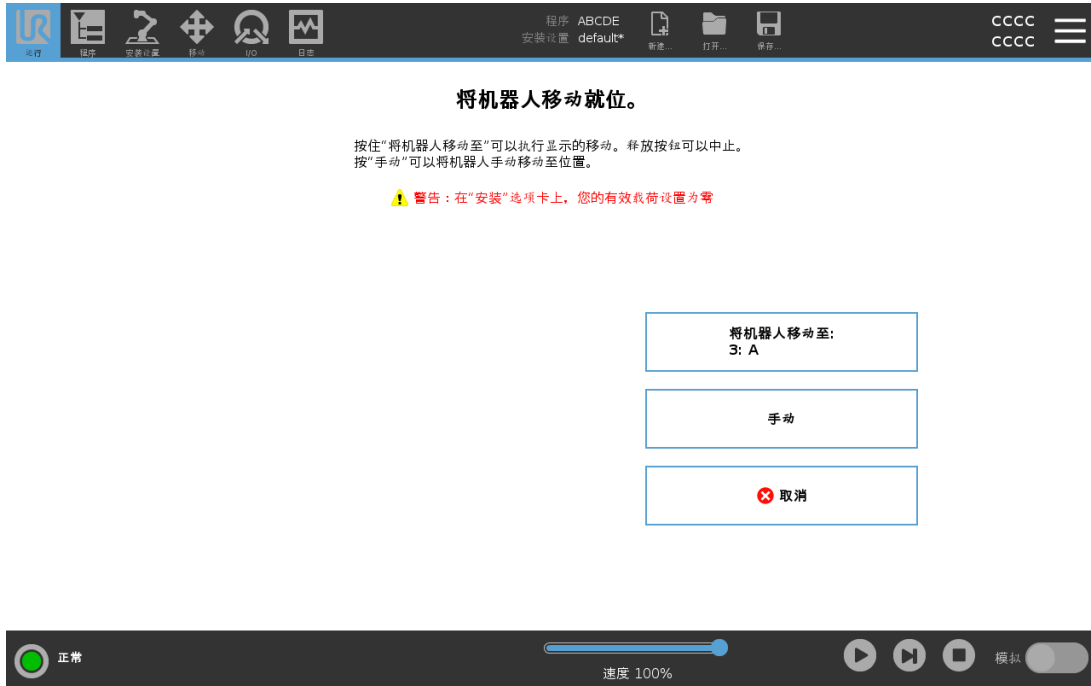 程序 ABCDE
安装设置 default*
CCCC
CCCC
运行
程序
安装设置
移动
I/O
日志
新建...
打开...
保存...
将机器人移动就位。
按住“将机器人移动至”可以执行显示的移动。释放按钮可以中止。
按“手动”可以将机器人手动移动至位置。
警告：在“安装”选项卡上，您的有效载荷设置为零
将机器人移动至:
3: A
手动
取消
正常
速度 100%
模拟